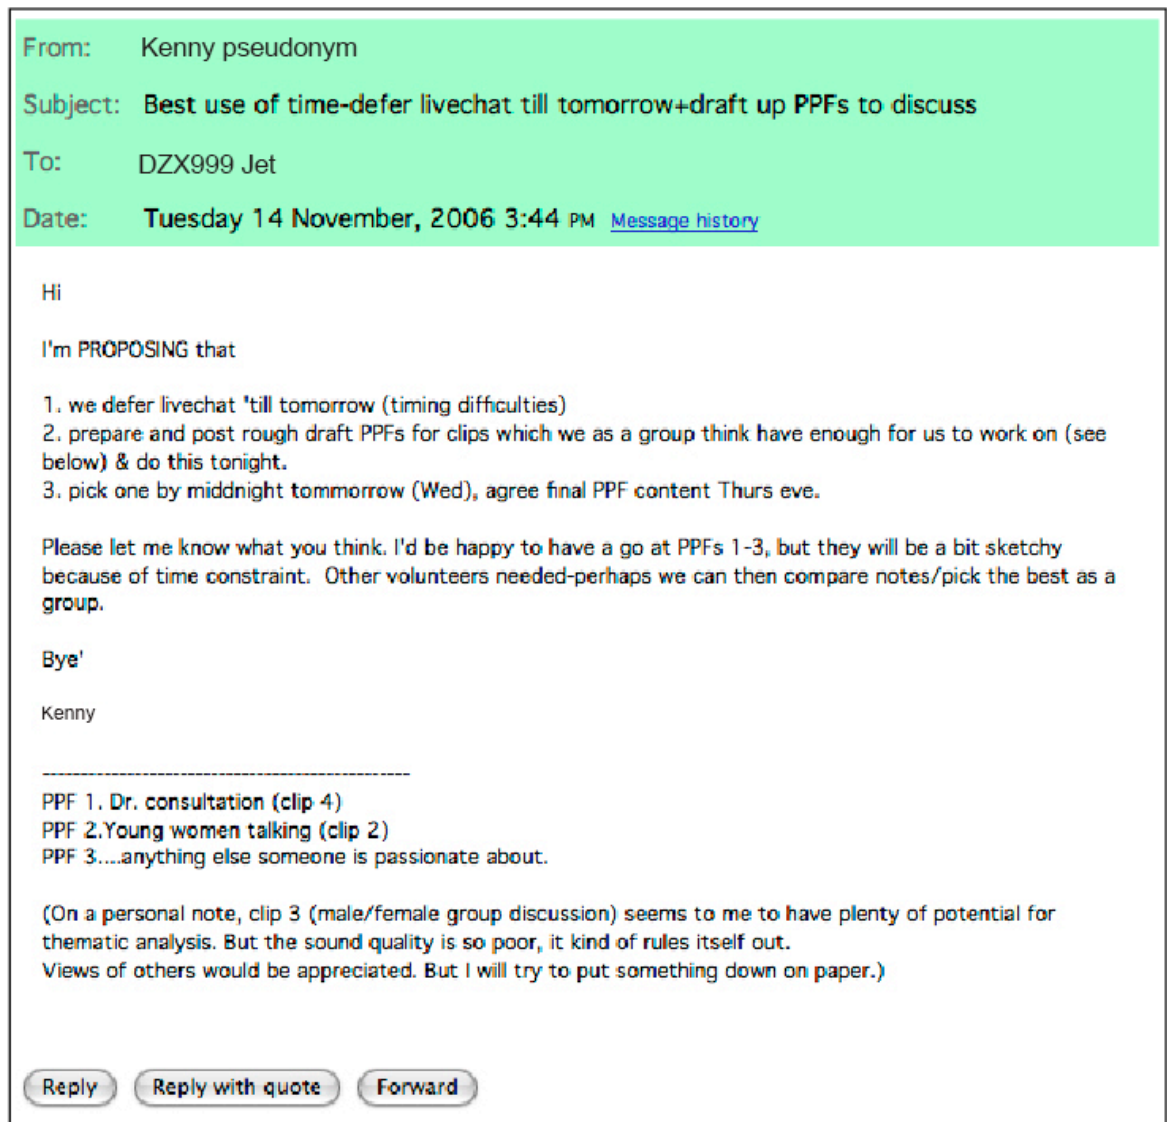 From: Kenny pseudonym
Subject: Best use of time-defer livechat till tomorrow+draft up PPFs to discuss
To: DZX999 Jet
Date: Tuesday 14 November, 2006 3:44 PM Message history
Hi
I'm PROPOSING that
1. we defer livechat 'till tomorrow (timing difficulties)
2. prepare and post rough draft PPFs for clips which we as a group think have enough for us to work on (see
below) & do this tonight.
3. pick one by middnight tommorrow (Wed), agree final PPF content Thurs eve.
Please let me know what you think. I'd be happy to have a go at PPFs 1-3, but they will be a bit sketchy
because of time constraint. Other volunteers needed-perhaps we can then compare notes/pick the best as a
group.
Bye'
Kenny
------------------------------------------------
PPF 1. Dr. consultation (clip 4)
PPF 2.Young women talking (clip 2)
PPF 3....anything else someone is passionate about.
(On a personal note, clip 3 (male/female group discussion) seems to me to have plenty of potential for
thematic analysis. But the sound quality is so poor, it kind of rules itself out.
Views of others would be appreciated. But I will try to put something down on paper.)
Reply Reply with quote Forward